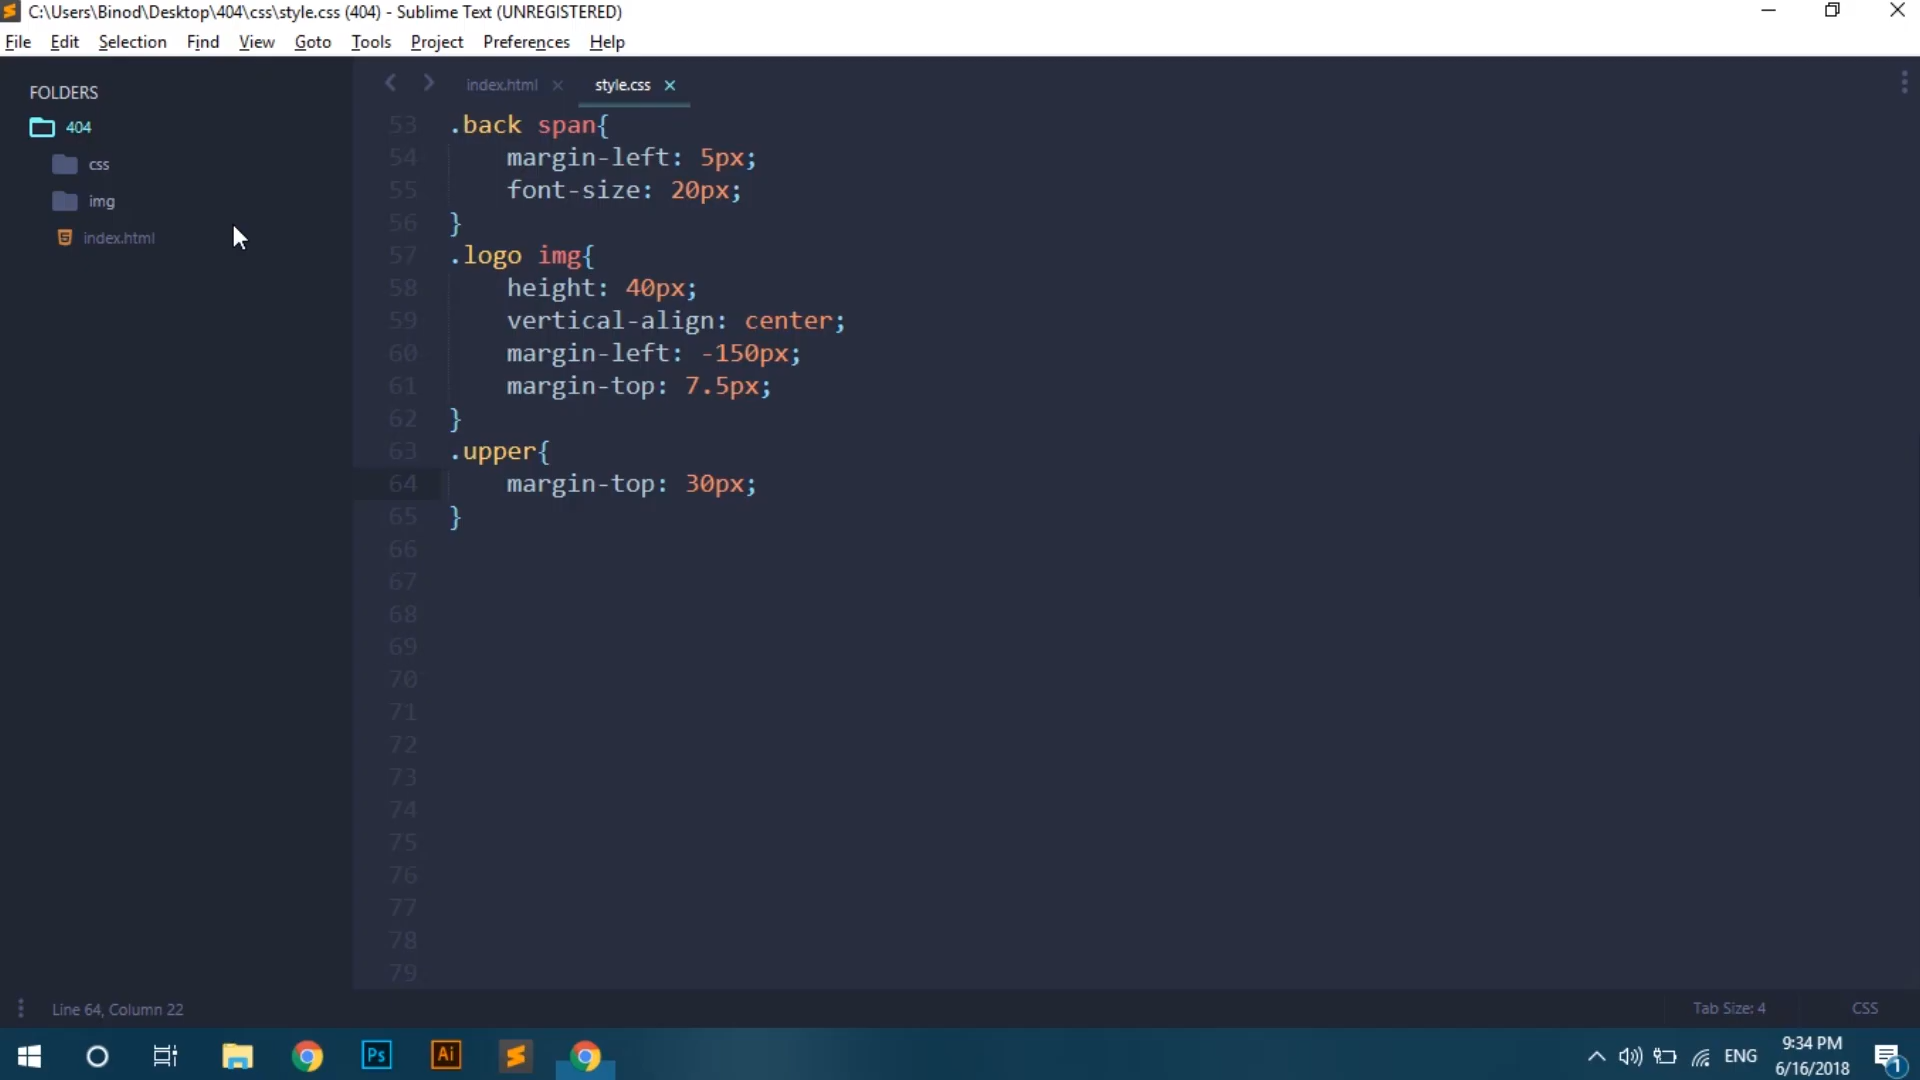 C:\Users\Binod\Desktop\404\css\style.css (404) - Sublime Text (UNREGISTERED)
File Edit Selection Find View Goto Tools Project Preferences Help
FOLDERS
404
css
img
index.html
index.html style.css
53 .back span{
54 margin-left: 5px;
55 font-size: 20px;
56 }
57 .logo img{
58 height: 40px;
59 vertical-align: center;
60 margin-left: -150px;
61 margin-top: 7.5px;
62 }
63 .upper{
64 margin-top: 30px;
65 }
66
67
68
69
70
71
72
73
74
75
76
77
78
79
Line 64, Column 22 Tab Size: 4 CSS
Ps Ai ENG 9:34 PM
6/16/2018 1